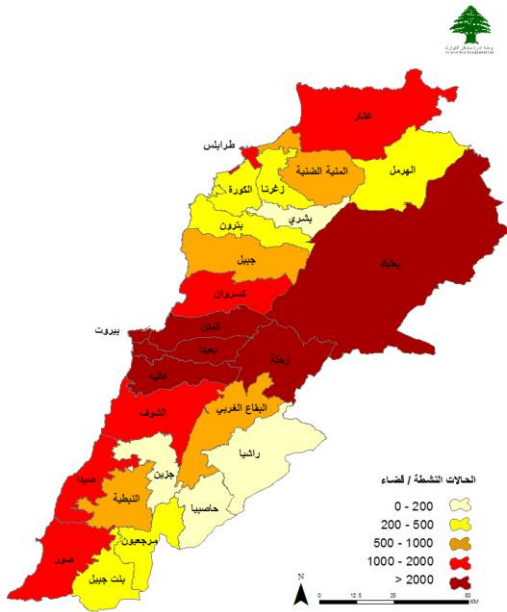 عكار
طرابلس
المنية الضنية
الهرمل
زغرتا
الكورة
بشري
بترون
بعلبك
جبيل
كسروان
المتن
بيروت
بعبدا
زحلة
عاليه
البقاع الغربي
الشوف
راشيا
جزين
صيدا
النبطية
حاصبيا
مرجعيون
صور
بنت جبيل
الحالات النشطة / قضاء
0 - 200
200 - 500
500 - 1000
1000 - 2000
> 2000
N
0 12.5 25 50
KM